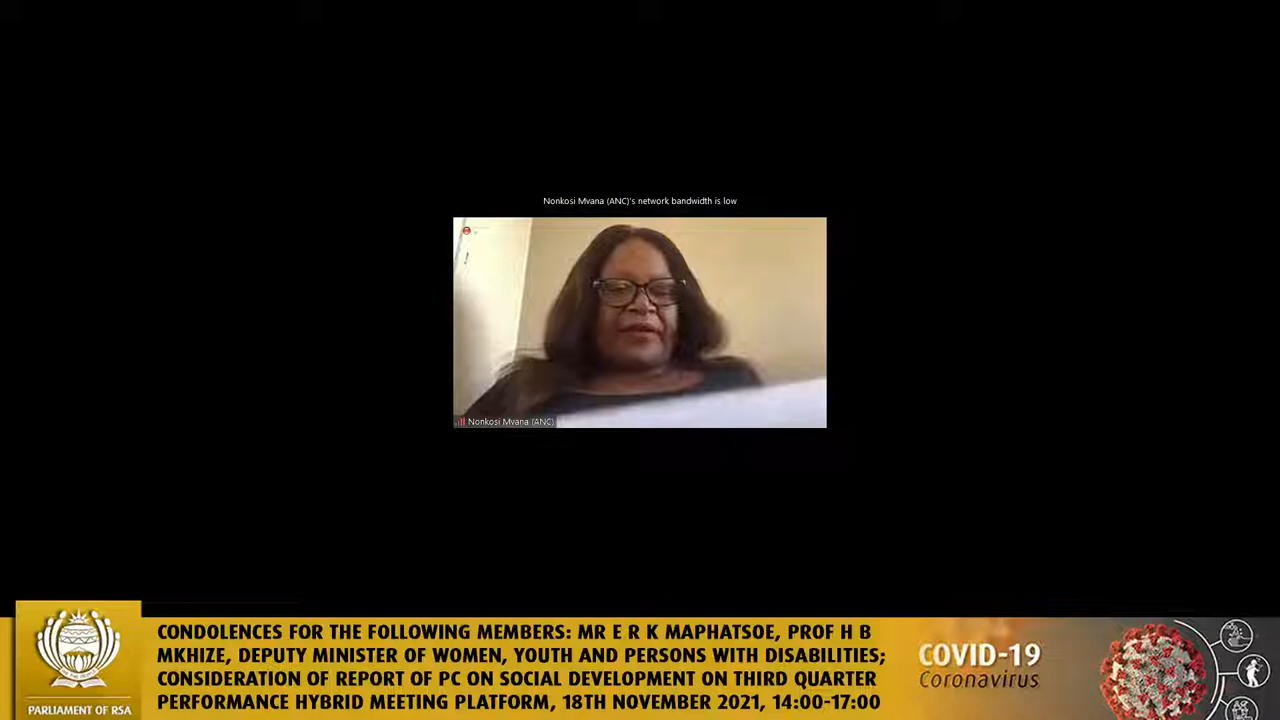 Nonkosi Mvana (ANC)'s network bandwidth is low
Nonkosi Mvana (ANC)
CONDOLENCES FOR THE FOLLOWING MEMBERS: MR E R K MAPHATSOE, PROF H B
MKHIZE, DEPUTY MINISTER OF WOMEN, YOUTH AND PERSONS WITH DISABILITIES;
CONSIDERATION OF REPORT OF PC ON SOCIAL DEVELOPMENT ON THIRD QUARTER
PERFORMANCE HYBRID MEETING PLATFORM, 18TH NOVEMBER 2021, 14:00-17:00
PARLIAMENT OF RSA
COVID-19
Coronavirus